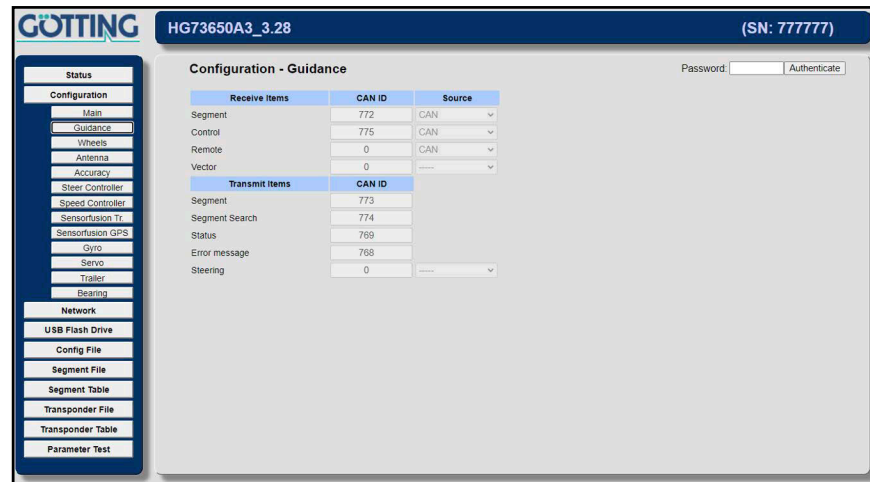 GÖTTING
HG73650A3_3.28 (SN: 777777)
Status
Configuration
Main
Guidance
Wheels
Antenna
Accuracy
Steer Controller
Speed Controller
Sensorfusion Tr.
Sensorfusion GPS
Gyro
Servo
Trailer
Bearing
Network
USB Flash Drive
Config File
Segment File
Segment Table
Transponder File
Transponder Table
Parameter Test
Configuration - Guidance
Password: Authenticate
Receive Items CAN ID Source
Segment 772 CAN
Control 775 CAN
Remote 0 CAN
Vector 0 -----
Transmit Items CAN ID
Segment 773
Segment Search 774
Status 769
Error message 768
Steering 0 -----